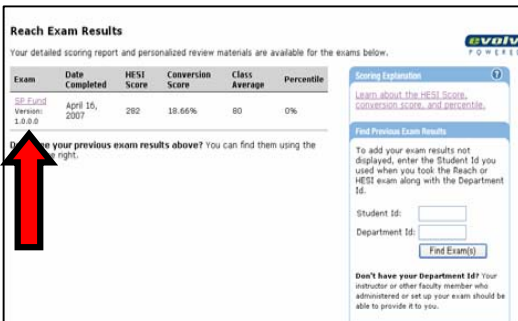 Reach Exam Results
evolv
POWERE
Your detailed scoring report and personalized review materials are available for the exams below.
Exam Date Completed HESI Score Conversion Score Class Average Percentile
SP Fund Version: 1.0.0.0 April 16, 2007 282 18.66% 80 0%
your previous exam results above? You can find them using the
right.
Scoring Explanation ?
Learn about the HESI Score,
conversion score, and percentile.
Find Previous Exam Results
To add your exam results not
displayed, enter the Student Id you
used when you took the Reach or
HESI exam along with the Department
Id.
Student Id:
Department Id:
Find Exam(s)
Don't have your Department Id? Your
instructor or other faculty member who
administered or set up your exam should be
able to provide it to you.